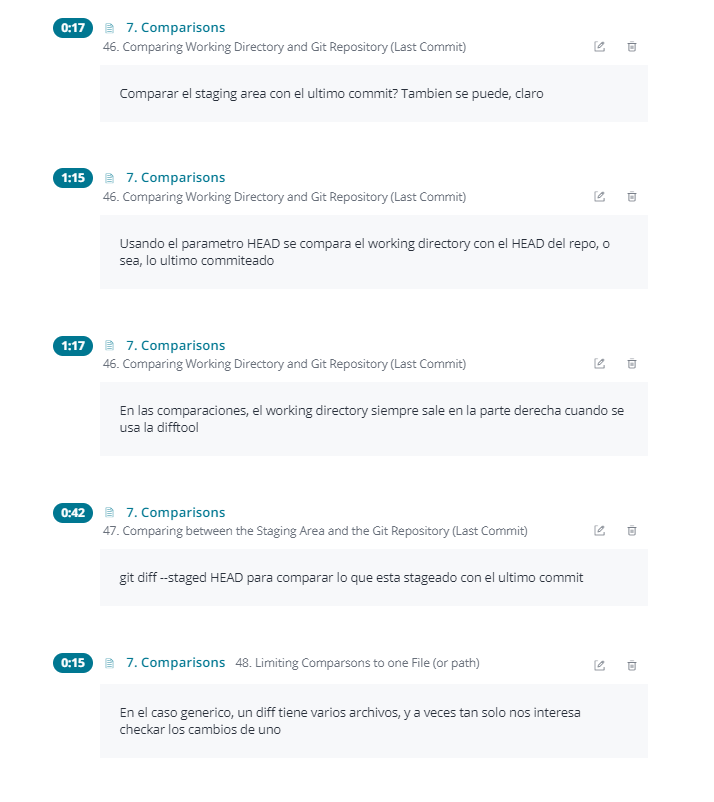 0:17 7. Comparisons
46. Comparing Working Directory and Git Repository (Last Commit)
Comparar el staging area con el ultimo commit? Tambien se puede, claro
1:15 7. Comparisons
46. Comparing Working Directory and Git Repository (Last Commit)
Usando el parametro HEAD se compara el working directory con el HEAD del repo, o
sea, lo ultimo commiteado
1:17 7. Comparisons
46. Comparing Working Directory and Git Repository (Last Commit)
En las comparaciones, el working directory siempre sale en la parte derecha cuando se
usa la difftool
0:42 7. Comparisons
47. Comparing between the Staging Area and the Git Repository (Last Commit)
git diff --staged HEAD para comparar lo que esta stageado con el ultimo commit
0:15 7. Comparisons 48. Limiting Comparsons to one File (or path)
En el caso generico, un diff tiene varios archivos, y a veces tan solo nos interesa
checkar los cambios de uno